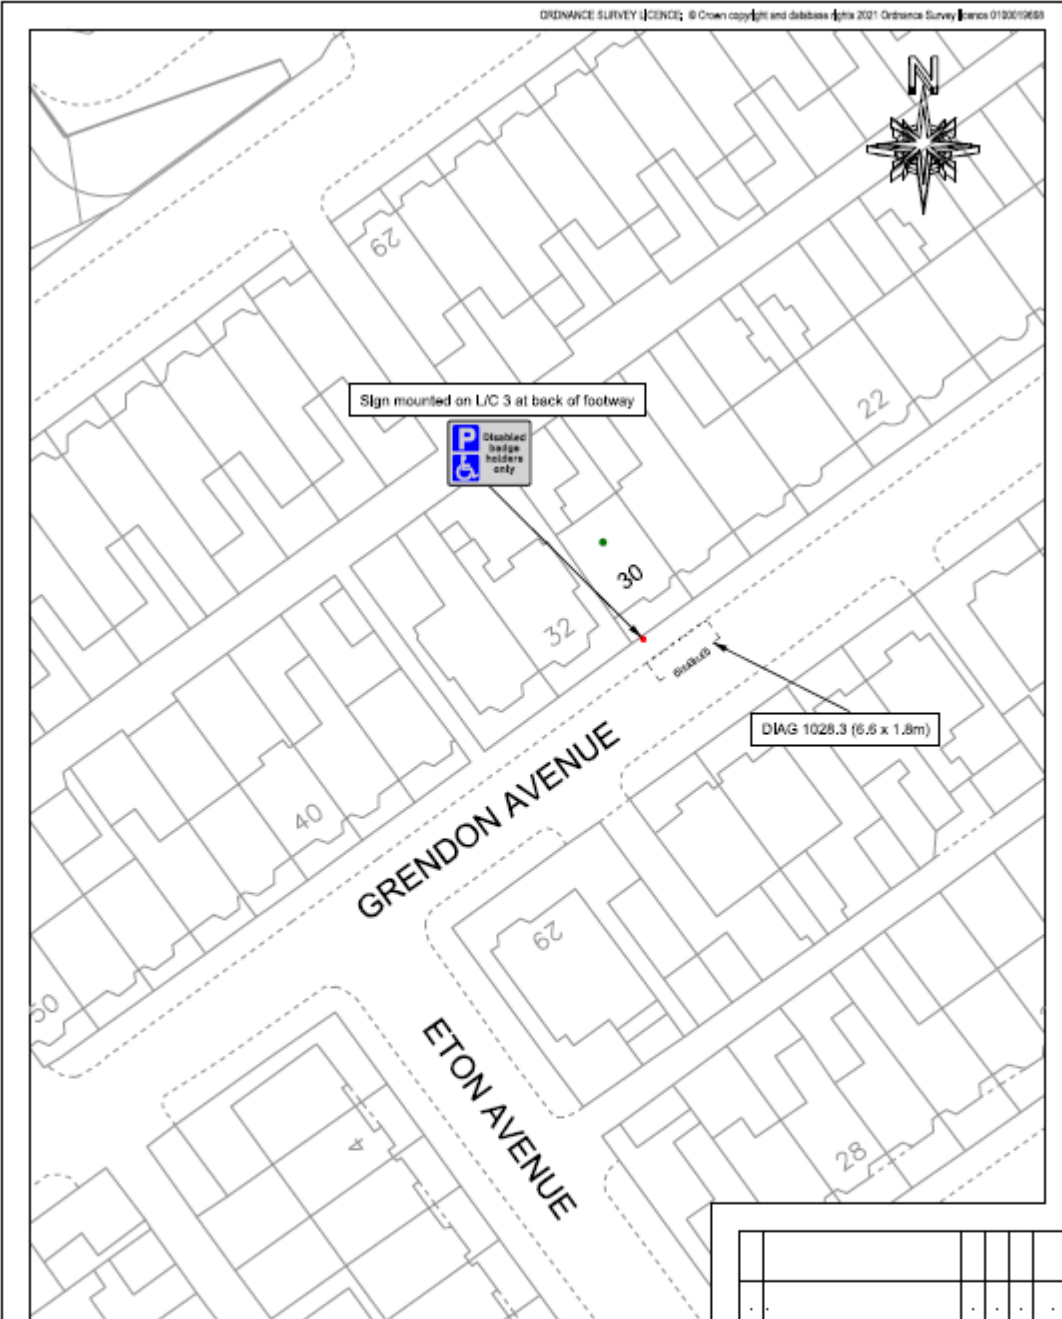 ORDNANCE SURVEY LICENCE; © Crown copyright and database rights 2021 Ordnance Survey licence 0100019668
N
29
22
Sign mounted on L/C 3 at back of footway
P
Disabled
badge
holders
only
30
32
DISABLED
DIAG 1028.3 (6.6 x 1.8m)
GRENDON AVENUE
40
29
50
ETON AVENUE
4
28